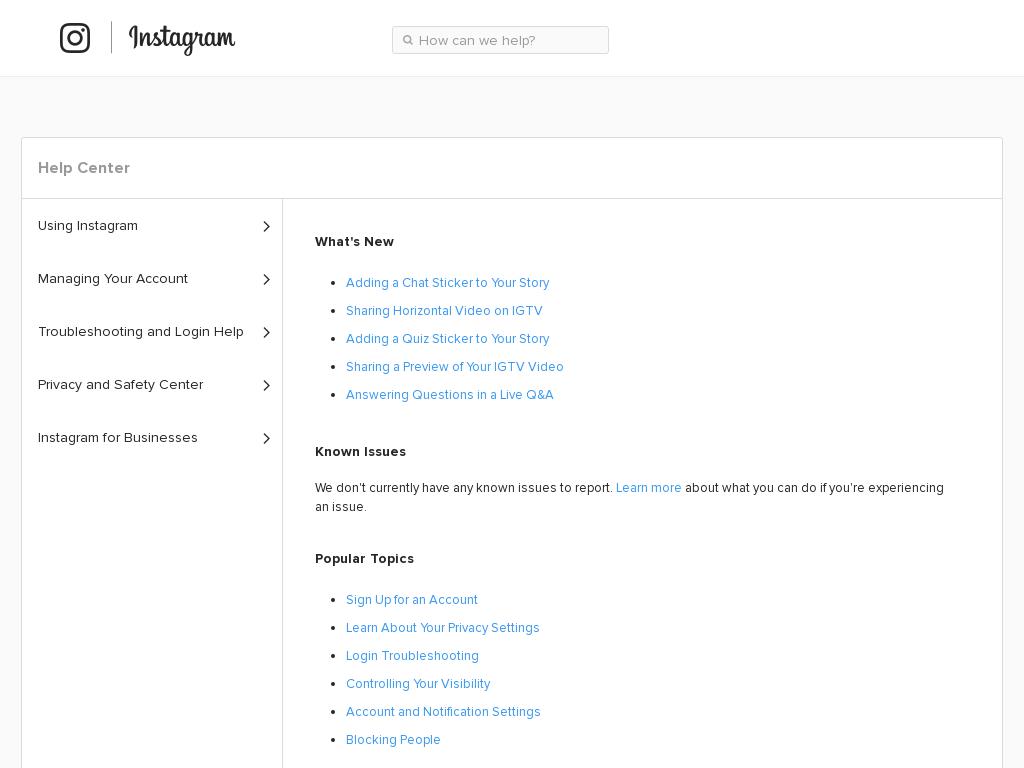 Instagram
How can we help?
Help Center
Using Instagram
Managing Your Account
Troubleshooting and Login Help
Privacy and Safety Center
Instagram for Businesses
What's New
Adding a Chat Sticker to Your Story
Sharing Horizontal Video on IGTV
Adding a Quiz Sticker to Your Story
Sharing a Preview of Your IGTV Video
Answering Questions in a Live Q&A
Known Issues
We don't currently have any known issues to report. Learn more about what you can do if you're experiencing
an issue.
Popular Topics
Sign Up for an Account
Learn About Your Privacy Settings
Login Troubleshooting
Controlling Your Visibility
Account and Notification Settings
Blocking People